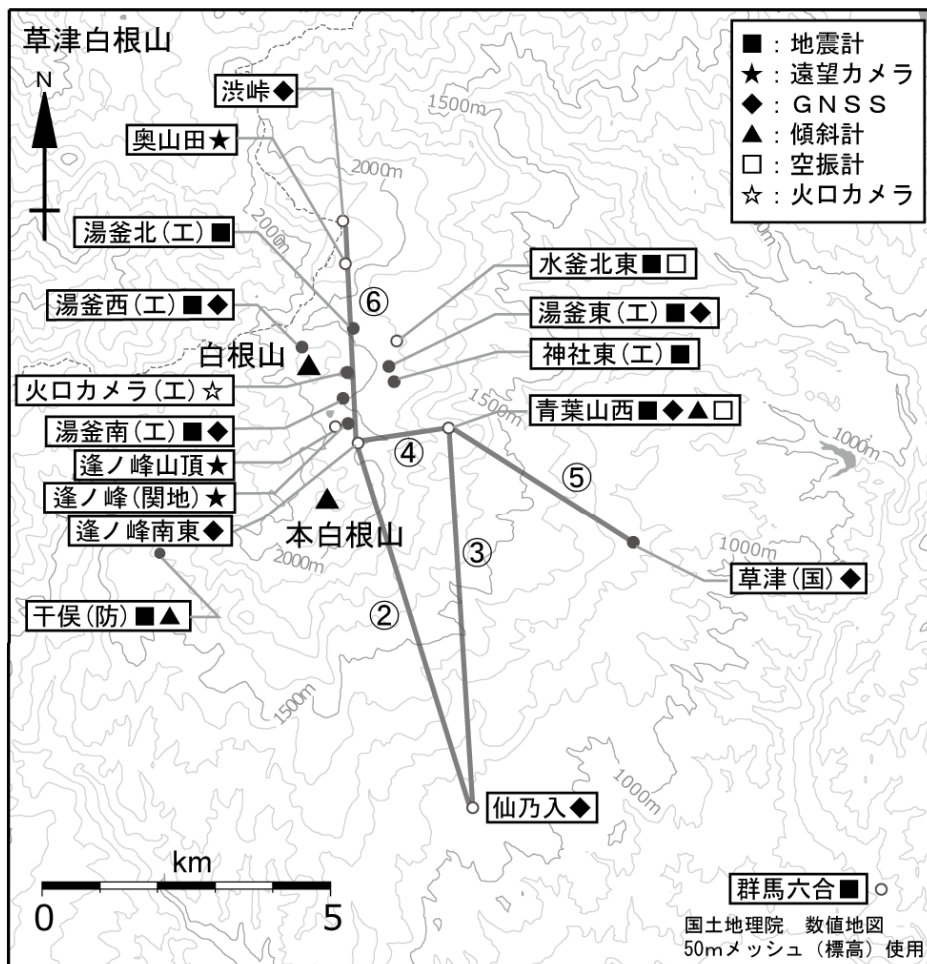 草津白根山
N
■：地震計
★：遠望カメラ
◆：ＧＮＳＳ
▲：傾斜計
□：空振計
☆：火口カメラ
渋峠◆
1500m
奥山田★
2000m
2000m
湯釜北(工)■
水釜北東■□
⑥
湯釜西(工)■◆
湯釜東(工)■◆
白根山
神社東(工)■
火口カメラ(工)☆
1500m
青葉山西■◆▲□
湯釜南(工)■◆
④
1000m
逢ノ峰山頂★
⑤
逢ノ峰(関地)★
本白根山
逢ノ峰南東◆
③
1000m
2000m
草津(国)◆
干俣(防)■▲
②
1500m
1000m
仙乃入◆
km
0 5
群馬六合■
国土地理院　数値地図
50mメッシュ（標高）使用